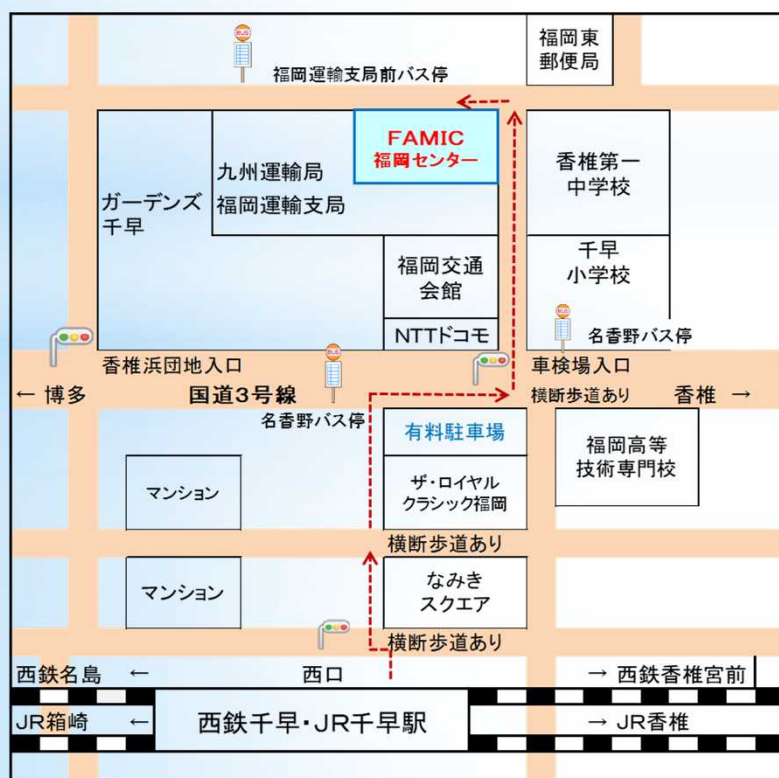 BUS
福岡東
郵便局
福岡運輸支局前バス停
FAMIC
福岡センター
九州運輸局
福岡運輸支局
ガーデンズ
千早
香椎第一
中学校
福岡交通
会館
千早
小学校
BUS
NTTドコモ
名香野バス停
香椎浜団地入口
BUS
車検場入口
← 博多
国道3号線
横断歩道あり
香椎 →
名香野バス停
有料駐車場
福岡高等
技術専門校
マンション
ザ・ロイヤル
クラシック福岡
横断歩道あり
マンション
なみき
スクエア
横断歩道あり
西鉄名島 ←
西口
→ 西鉄香椎宮前
JR箱崎 ←
西鉄千早・JR千早駅
→ JR香椎